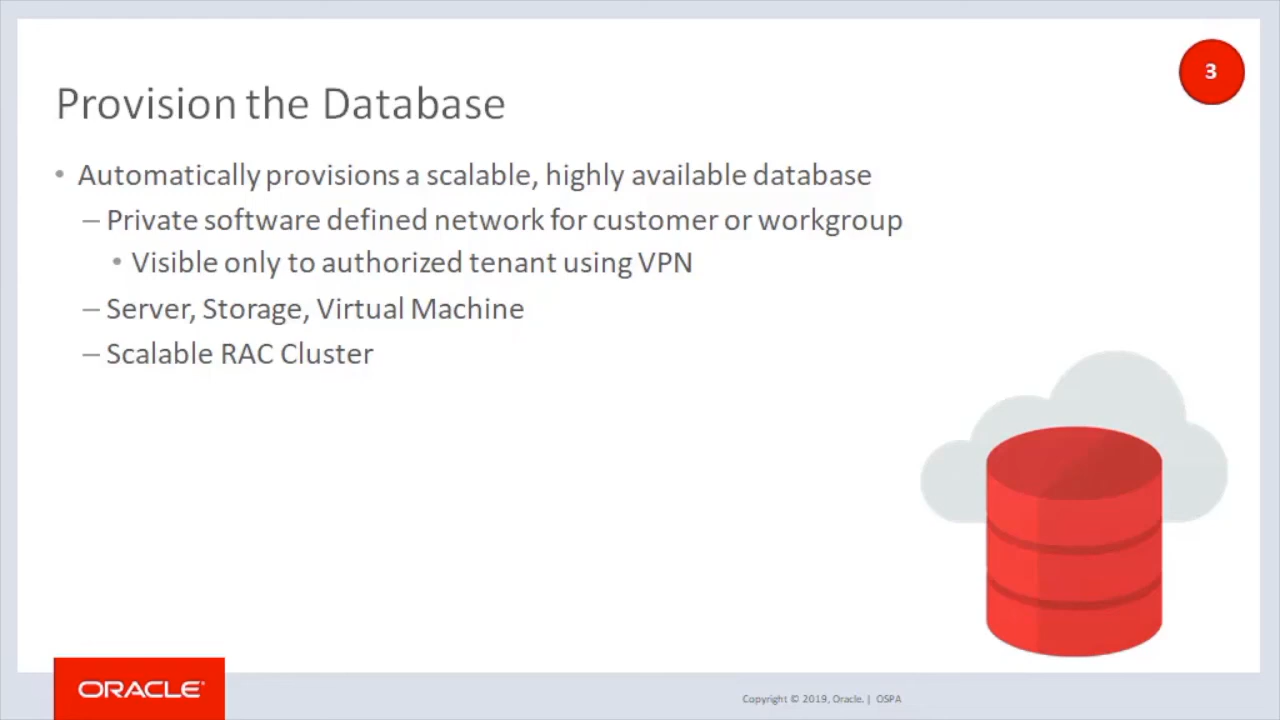 3
Provision the Database
• Automatically provisions a scalable, highly available database
– Private software defined network for customer or workgroup
• Visible only to authorized tenant using VPN
– Server, Storage, Virtual Machine
– Scalable RAC Cluster
ORACLE®
Copyright © 2019, Oracle. | OSPA